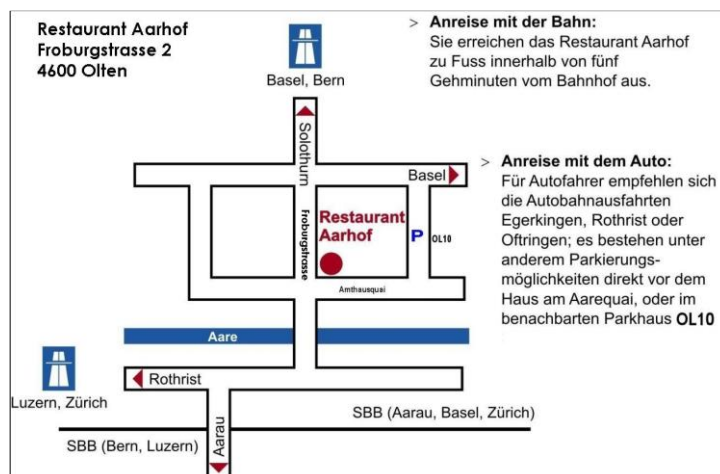 Restaurant Aarhof
Froburgstrasse 2
4600 Olten
Basel, Bern
> Anreise mit der Bahn:
Sie erreichen das Restaurant Aarhof
zu Fuss innerhalb von fünf
Gehminuten vom Bahnhof aus.
Solothurn
Basel
> Anreise mit dem Auto:
Für Autofahrer empfehlen sich
die Autobahnausfahrten
Egerkingen, Rothrist oder
Oftringen; es bestehen unter
anderem Parkierungs-
möglichkeiten direkt vor dem
Haus am Aarequai, oder im
benachbarten Parkhaus OL10
Froburgstrasse
Restaurant
Aarhof
P OL10
Amthausquai
Aare
Rothrist
Luzern, Zürich
Aarau
SBB (Aarau, Basel, Zürich)
SBB (Bern, Luzern)